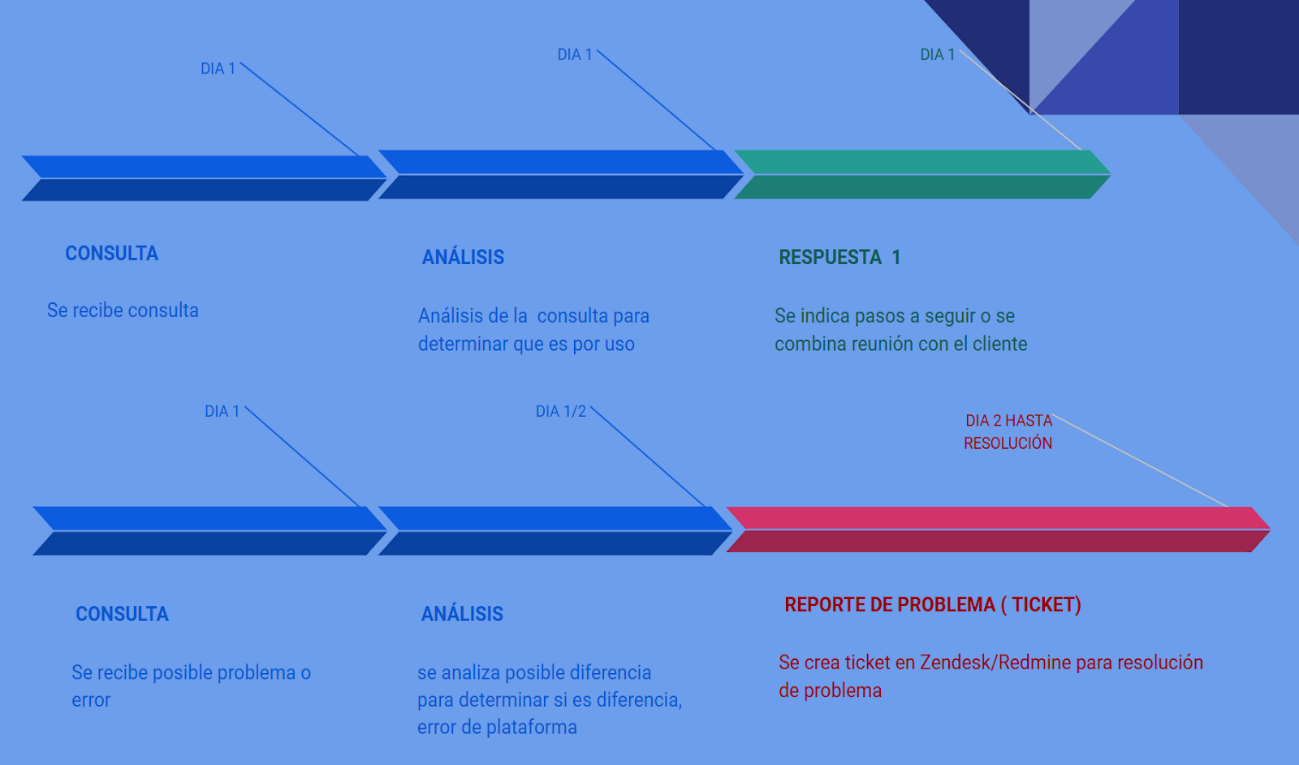 DIA 1
DIA 1
DIA 1
CONSULTA
ANÁLISIS
RESPUESTA  1
Se recibe consulta
Análisis de la  consulta para
determinar que es por uso
Se indica pasos a seguir o se
combina reunión con el cliente
DIA 1
DIA 1/2
DIA 2 HASTA
RESOLUCIÓN
CONSULTA
ANÁLISIS
REPORTE DE PROBLEMA ( TICKET)
Se recibe posible problema o
error
se analiza posible diferencia
para determinar si es diferencia,
error de plataforma
Se crea ticket en Zendesk/Redmine para resolución
de problema